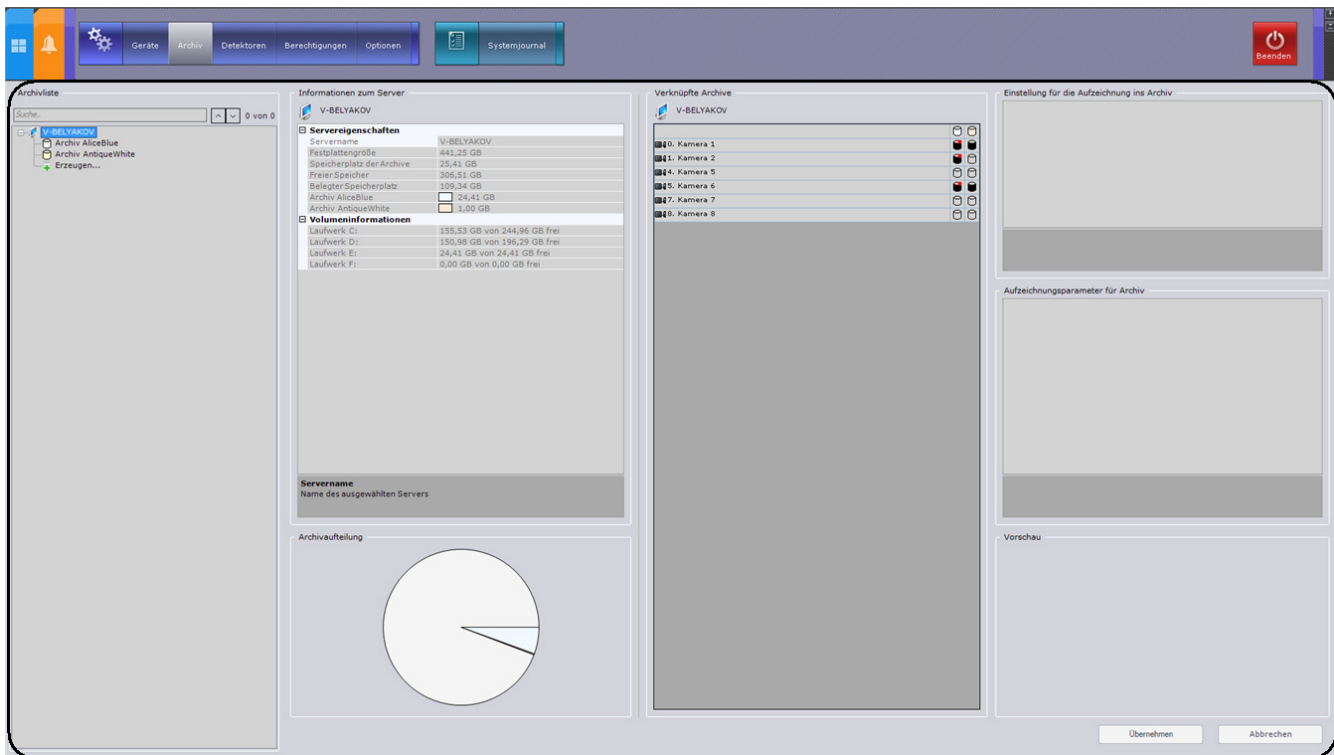 Geräte Archiv Detektoren Berechtigungen Optionen Systemjournal Beenden
Archivliste
Suche... 0 von 0
V-BELYAKOV
Archiv AliceBlue
Archiv AntiqueWhite
Erzeugen...
Informationen zum Server
V-BELYAKOV
Servereigenschaften
Servername V-BELYAKOV
Festplattengröße 441,25 GB
Speicherplatz der Archive 25,41 GB
Freier Speicher 306,51 GB
Belegter Speicherplatz 109,34 GB
Archiv AliceBlue 24,41 GB
Archiv AntiqueWhite 1,00 GB
Volumeninformationen
Laufwerk C: 155,53 GB von 244,96 GB frei
Laufwerk D: 150,98 GB von 196,29 GB frei
Laufwerk E: 24,41 GB von 24,41 GB frei
Laufwerk F: 0,00 GB von 0,00 GB frei
Servername
Name des ausgewählten Servers
Archivaufteilung
Verknüpfte Archive
V-BELYAKOV
0. Kamera 1
1. Kamera 2
4. Kamera 5
5. Kamera 6
7. Kamera 7
8. Kamera 8
Einstellung für die Aufzeichnung ins Archiv
Aufzeichnungsparameter für Archiv
Vorschau
Übernehmen Abbrechen